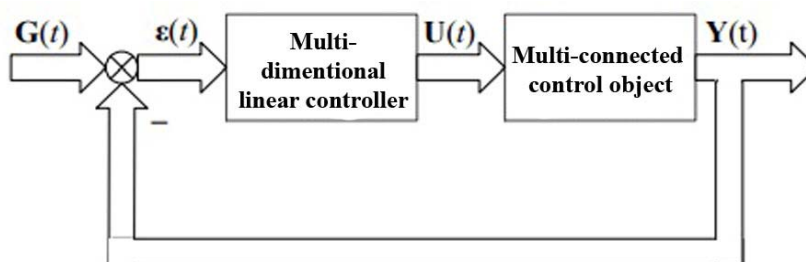 G(t)
ε(t)
Multi-
dimentional
linear controller
U(t)
Multi-connected
control object
Y(t)
–